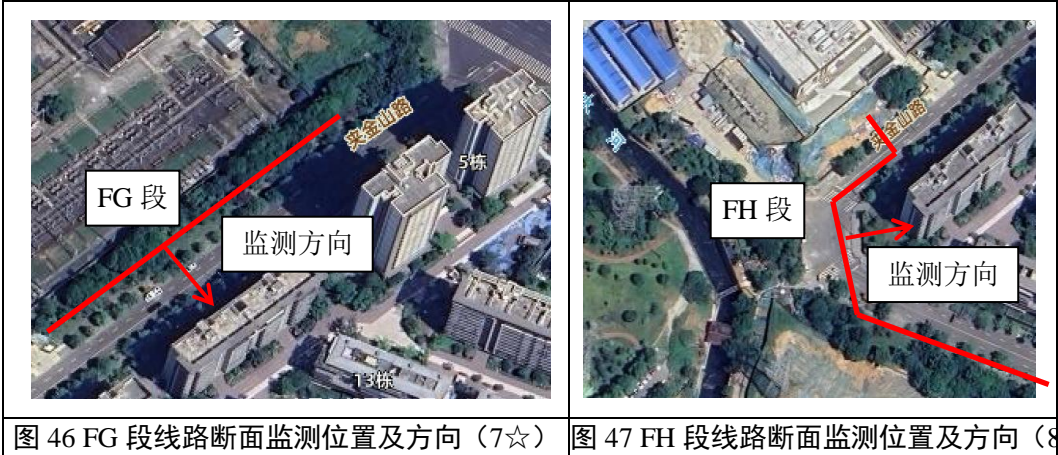 夹金山路
5栋
FG 段
监测方向
13栋
图 46 FG 段线路断面监测位置及方向（7☆）
夹金山路
FH 段
监测方向
河
图 47 FH 段线路断面监测位置及方向（8